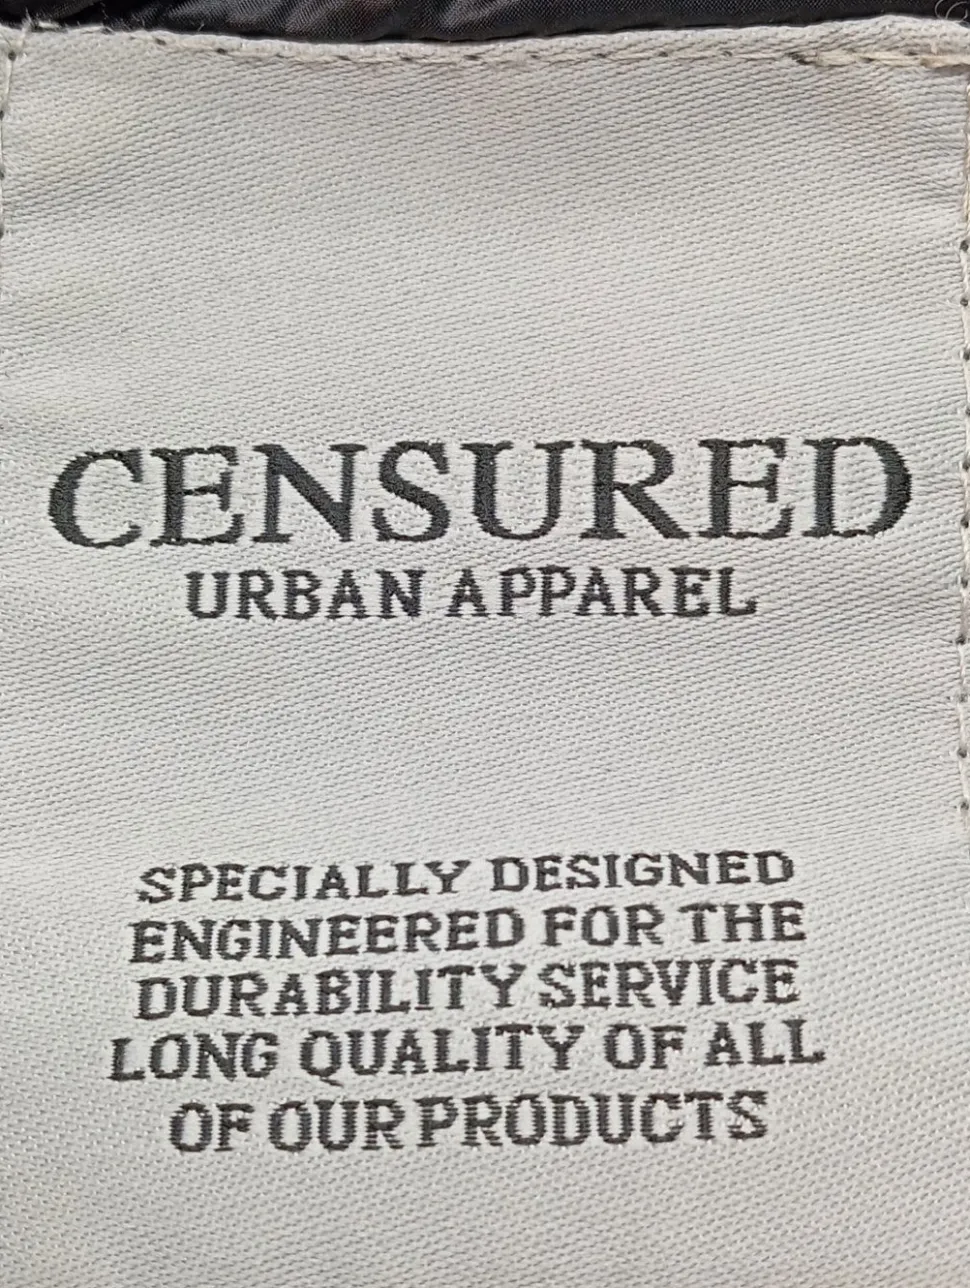 CENSURED
URBAN APPAREL
SPECIALLY DESIGNED
ENGINEERED FOR THE
DURABILITY SERVICE
LONG QUALITY OF ALL
OF OUR PRODUCTS